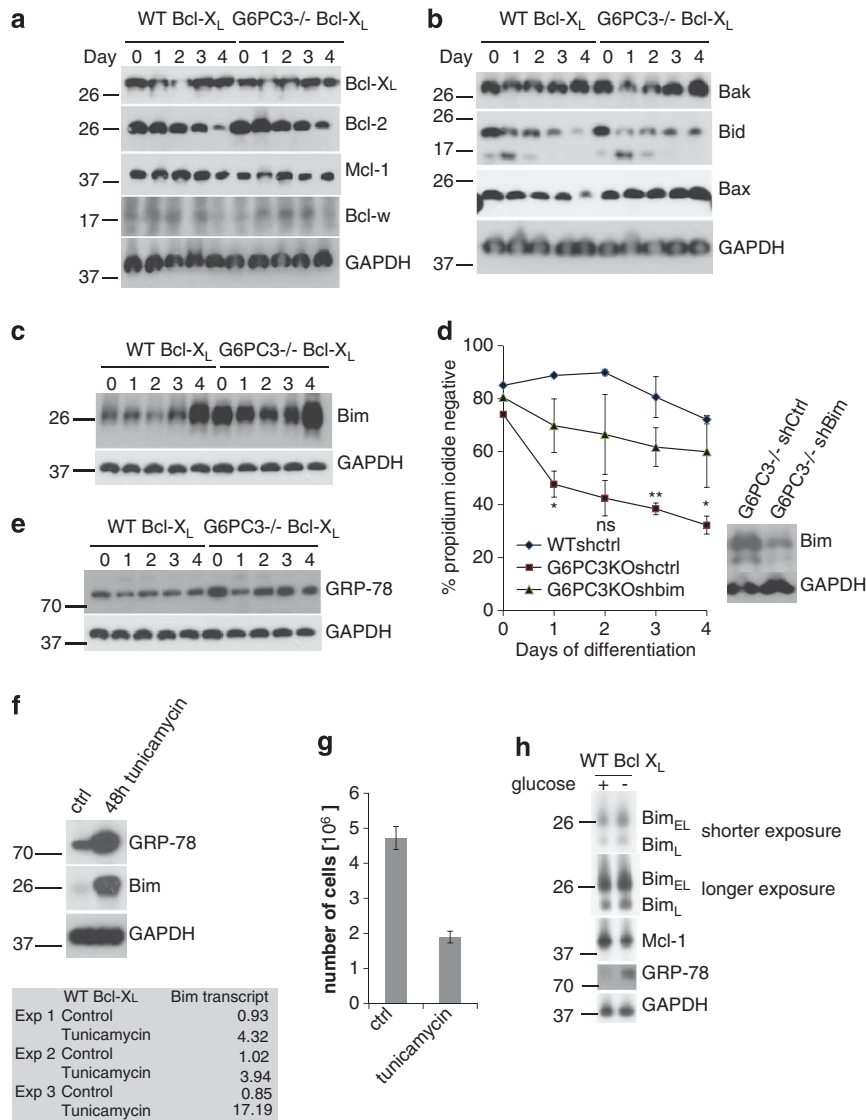 a
WT Bcl-XL G6PC3-/- Bcl-XL
Day 0 1 2 3 4 0 1 2 3 4
26 Bcl-XL
26 Bcl-2
37 Mcl-1
17 Bcl-w
37 GAPDH
b
WT Bcl-XL G6PC3-/- Bcl-XL
Day 0 1 2 3 4 0 1 2 3 4
26 Bak
26
17 Bid
26 Bax
37 GAPDH
c
WT Bcl-XL G6PC3-/- Bcl-XL
0 1 2 3 4 0 1 2 3 4
26 Bim
37 GAPDH
d
% propidium iodide negative
100
80
60
40
20
0
* ns ** *
WTshctrl
G6PC3KOshctrl
G6PC3KOshbim
0 1 2 3 4
Days of differentiation
G6PC3-/- shCtrl
G6PC3-/- shBim
Bim
GAPDH
e
WT Bcl-XL G6PC3-/- Bcl-XL
0 1 2 3 4 0 1 2 3 4
70 GRP-78
37 GAPDH
f
ctrl
48h tunicamycin
70 GRP-78
26 Bim
37 GAPDH
WT Bcl-XL Bim transcript
Exp 1 Control 0.93
Tunicamycin 4.32
Exp 2 Control 1.02
Tunicamycin 3.94
Exp 3 Control 0.85
Tunicamycin 17.19
g
number of cells [10⁶]
6
5
4
3
2
1
0
ctrl
tunicamycin
h
WT Bcl XL
glucose + -
26 BimEL
BimL
shorter exposure
26 BimEL
BimL
longer exposure
37 Mcl-1
70 GRP-78
37 GAPDH